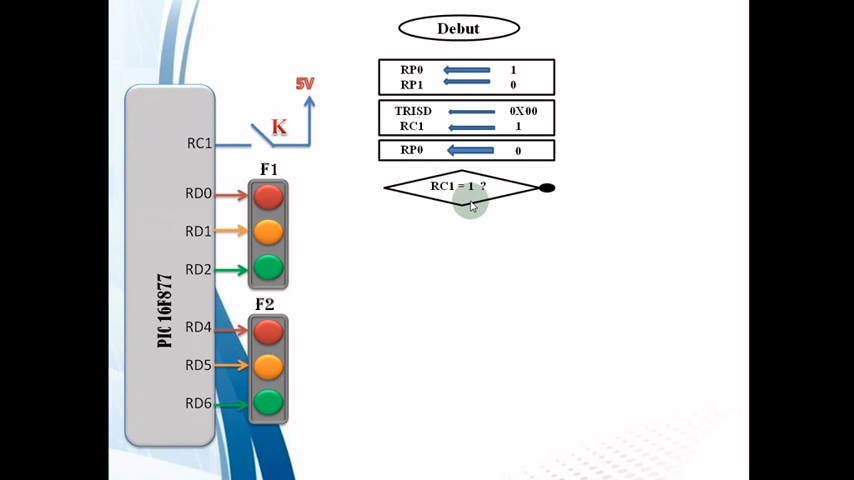 Debut
RP0 1
RP1 0
TRISD 0X00
RC1 1
RP0 0
RC1 = 1 ?
5V
K
RC1
F1
RD0
RD1
RD2
F2
RD4
RD5
RD6
PIC 16F877